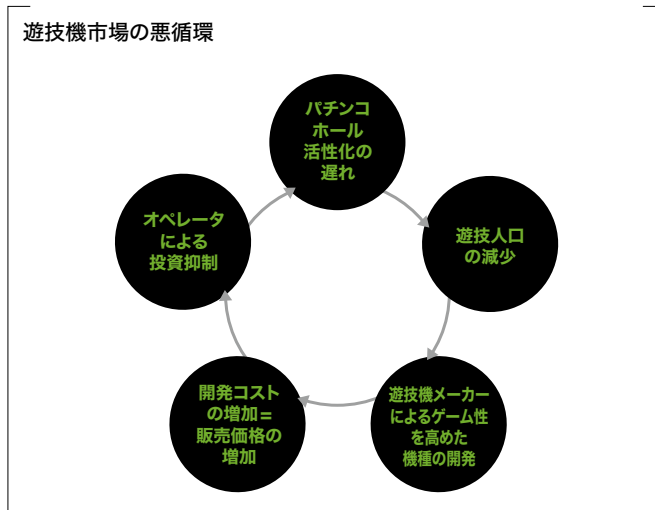 遊技機市場の悪循環
パチンコ
ホール
活性化の
遅れ
遊技人口
の減少
遊技機メーカー
によるゲーム性
を高めた
機種の開発
開発コスト
の増加＝
販売価格の
増加
オペレータ
による
投資抑制